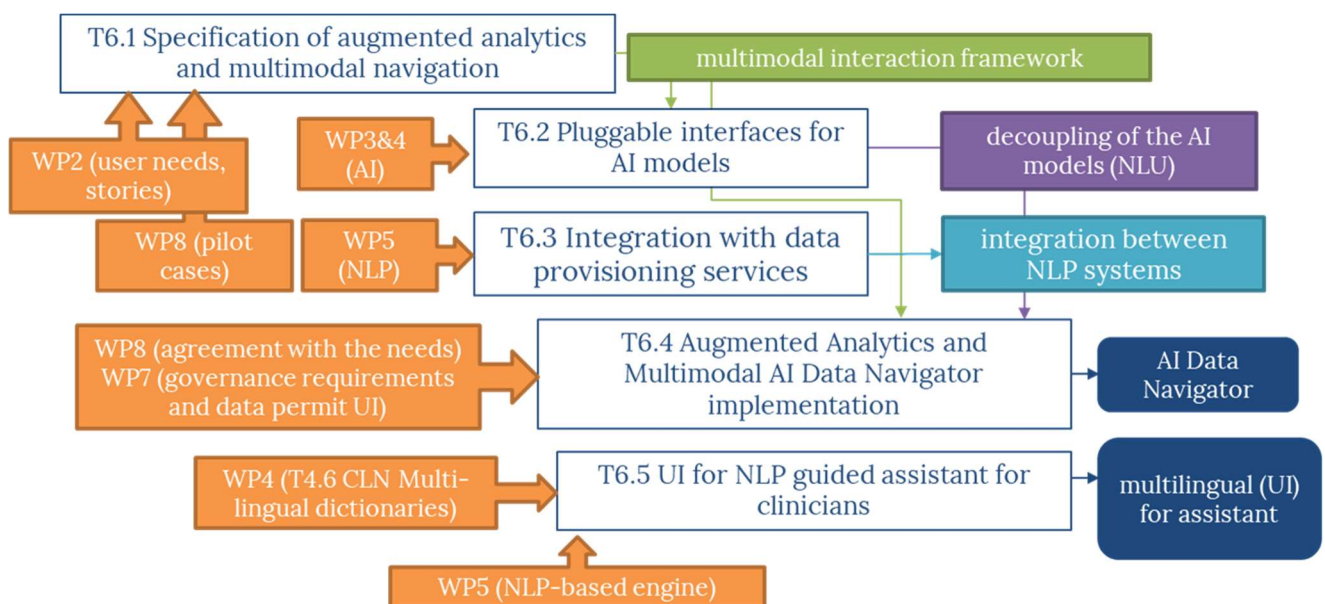 T6.1 Specification of augmented analytics
and multimodal navigation
multimodal interaction framework
WP2 (user needs,
stories)
WP8 (pilot
cases)
WP3&4
(AI)
T6.2 Pluggable interfaces for
AI models
decoupling of the AI
models (NLU)
WP5
(NLP)
T6.3 Integration with data
provisioning services
integration between
NLP systems
WP8 (agreement with the needs)
WP7 (governance requirements
and data permit UI)
T6.4 Augmented Analytics and
Multimodal AI Data Navigator
implementation
AI Data
Navigator
WP4 (T4.6 CLN Multi-
lingual dictionaries)
T6.5 UI for NLP guided assistant for
clinicians
multilingual (UI)
for assistant
WP5 (NLP-based engine)